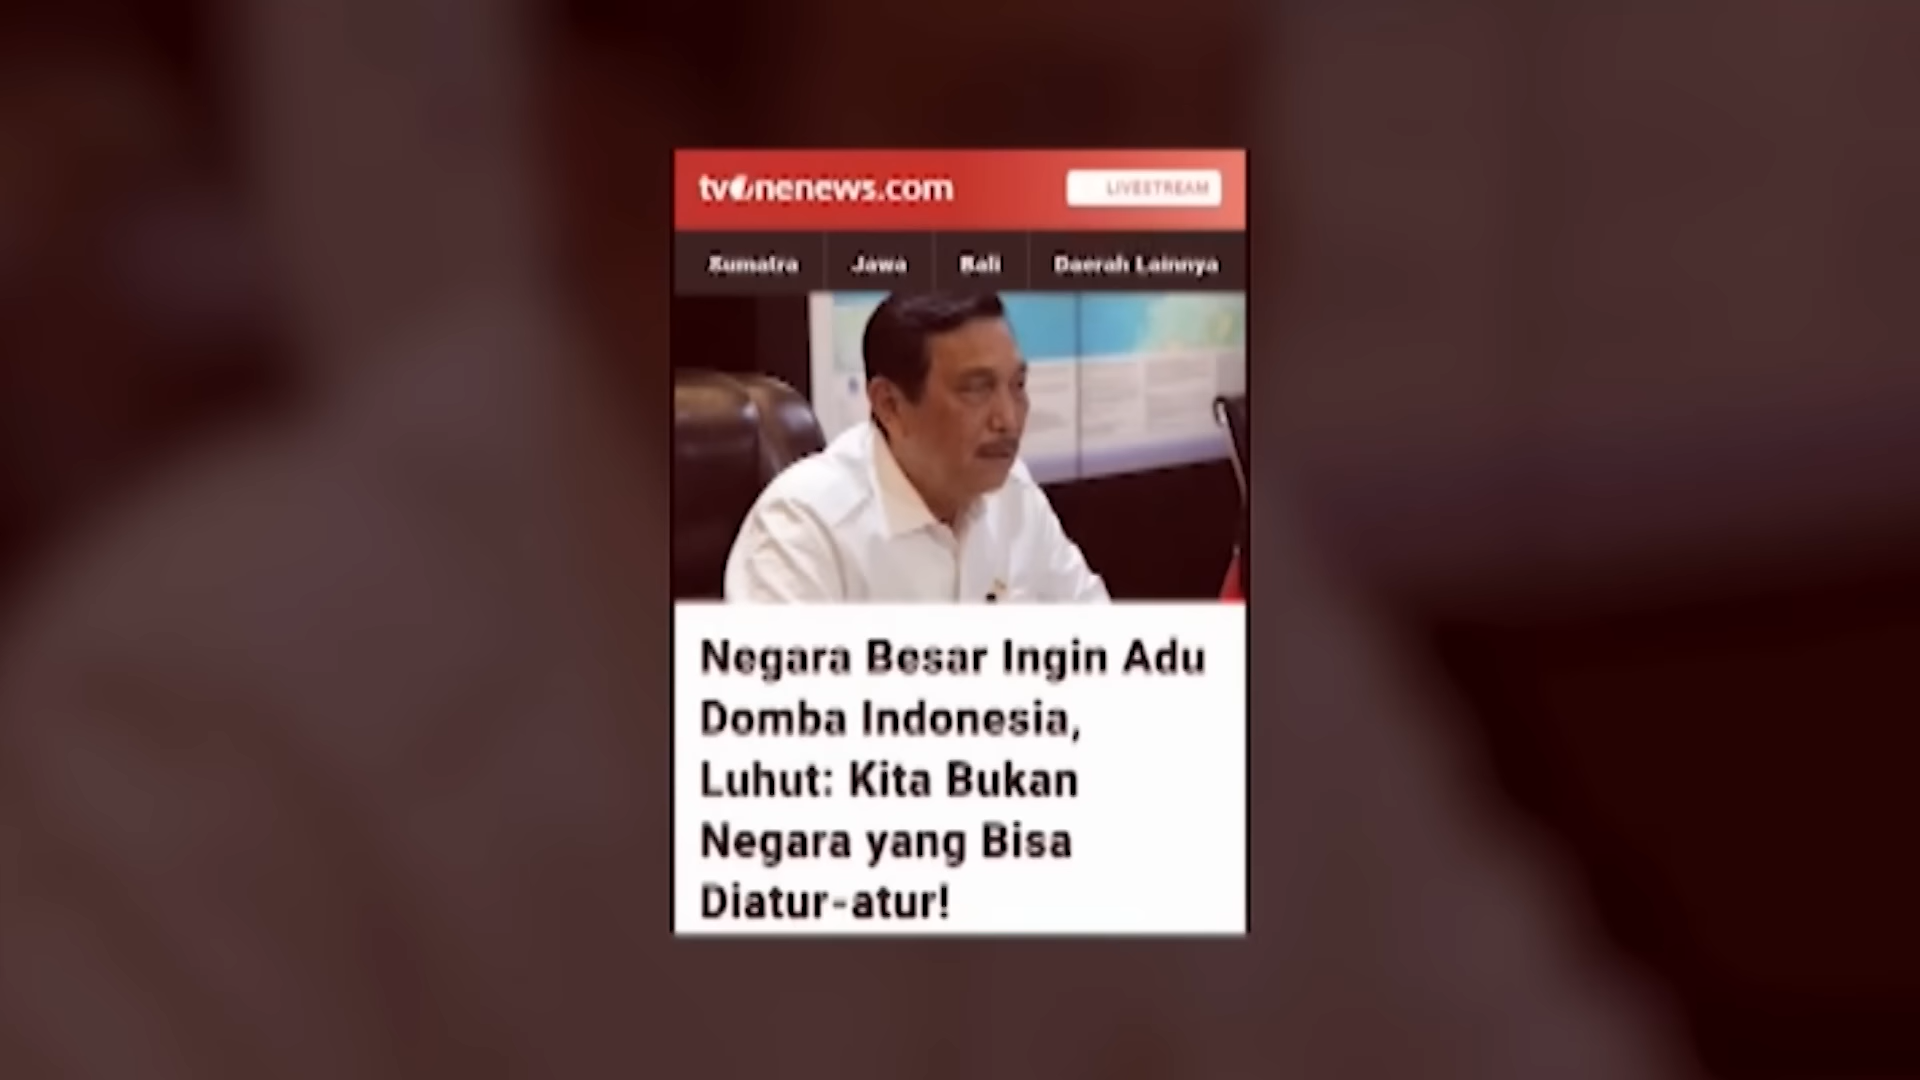 tvOnenews.com
LIVESTREAM
Sumatra Jawa Bali Daerah Lainnya
Negara Besar Ingin Adu
Domba Indonesia,
Luhut: Kita Bukan
Negara yang Bisa
Diatur-atur!